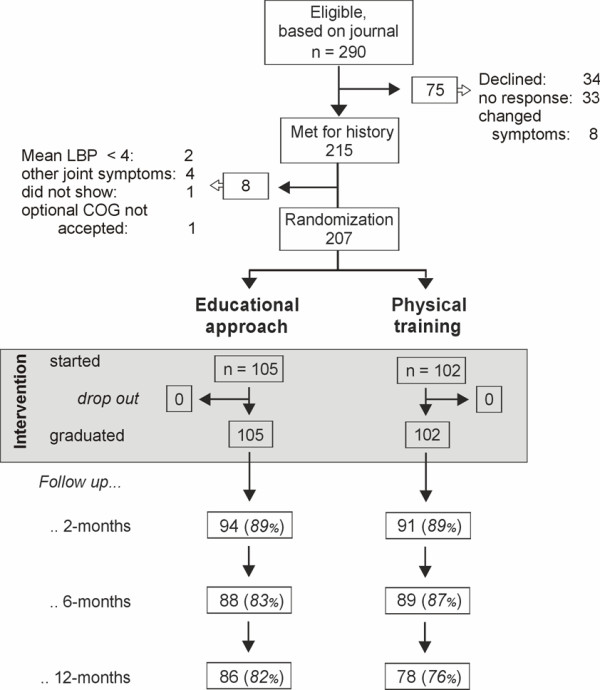 Eligible,
based on journal
n = 290
75
Declined: 34
no response: 33
changed
symptoms: 8
Met for history
215
Mean LBP < 4: 2
other joint symptoms: 4
did not show: 1
optional COG not
accepted: 1
8
Randomization
207
Educational
approach
Physical
training
Intervention
started
n = 105
n = 102
drop out
0
0
graduated
105
102
Follow up...
.. 2-months
94 (89%)
91 (89%)
.. 6-months
88 (83%)
89 (87%)
.. 12-months
86 (82%)
78 (76%)